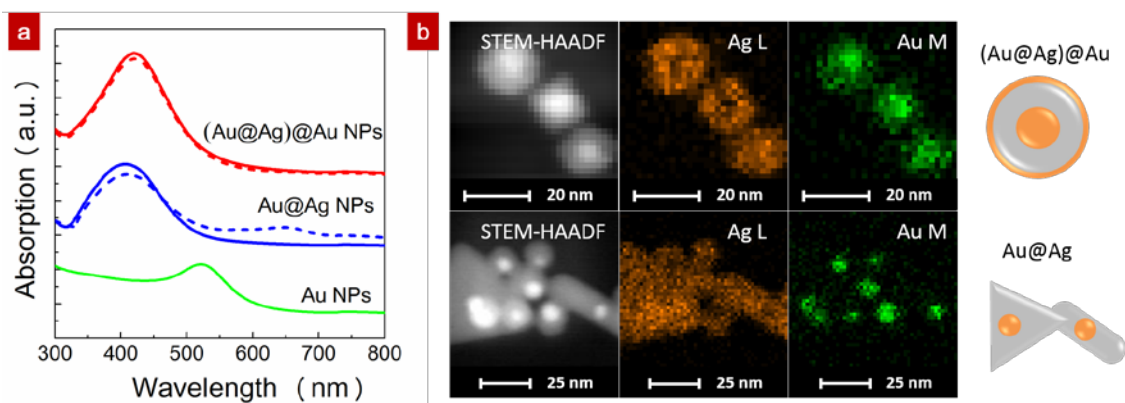 a
(Au@Ag)@Au NPs
Au@Ag NPs
Au NPs
Absorption ( a.u.)
300 400 500 600 700 800
Wavelength ( nm)
b
STEM-HAADF Ag L Au M
20 nm 20 nm 20 nm
STEM-HAADF Ag L Au M
25 nm 25 nm 25 nm
(Au@Ag)@Au
Au@Ag